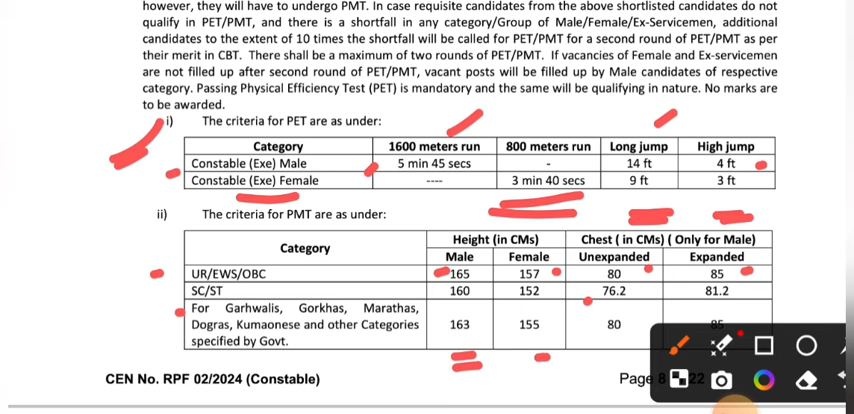 however, they will have to undergo PMT. In case requisite candidates from the above shortlisted candidates do not
qualify in PET/PMT, and there is a shortfall in any category/Group of Male/Female/Ex-Servicemen, additional
candidates to the extent of 10 times the shortfall will be called for PET/PMT for a second round of PET/PMT as per
their merit in CBT. There shall be a maximum of two rounds of PET/PMT. If vacancies of Female and Ex-servicemen
are not filled up after second round of PET/PMT, vacant posts will be filled up by Male candidates of respective
category. Passing Physical Efficiency Test (PET) is mandatory and the same will be qualifying in nature. No marks are
to be awarded.
i) The criteria for PET are as under:
Category 1600 meters run 800 meters run Long jump High jump
Constable (Exe) Male 5 min 45 secs - 14 ft 4 ft
Constable (Exe) Female ---- 3 min 40 secs 9 ft 3 ft
ii) The criteria for PMT are as under:
Category Height (in CMs) Chest ( in CMs) ( Only for Male)
Male Female Unexpanded Expanded
UR/EWS/OBC 165 157 80 85
SC/ST 160 152 76.2 81.2
For Garhwalis, Gorkhas, Marathas,
Dogras, Kumaonese and other Categories 163 155 80 85
specified by Govt.
CEN No. RPF 02/2024 (Constable) Page 8 22